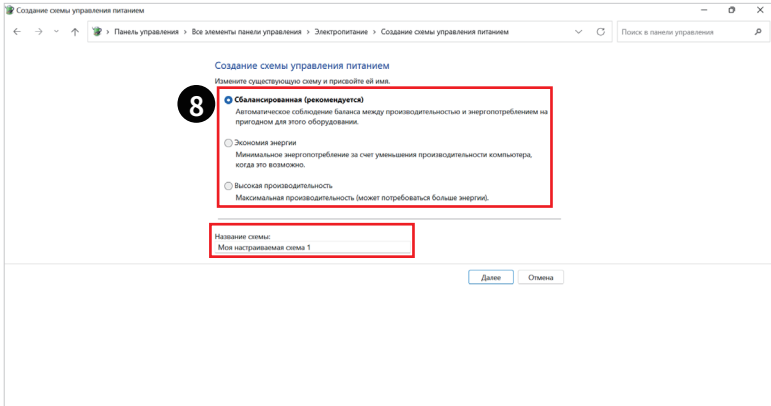 Создание схемы управления питанием
Панель управления > Все элементы панели управления > Электропитание > Создание схемы управления питанием
Поиск в панели управления
Создание схемы управления питанием
Измените существующую схему и присвойте ей имя.
8
Сбалансированная (рекомендуется)
Автоматическое соблюдение баланса между производительностью и энергопотреблением на
пригодном для этого оборудовании.
Экономия энергии
Минимальное энергопотребление за счет уменьшения производительности компьютера,
когда это возможно.
Высокая производительность
Максимальная производительность (может потребоваться больше энергии).
Название схемы:
Моя настраиваемая схема 1
Далее
Отмена